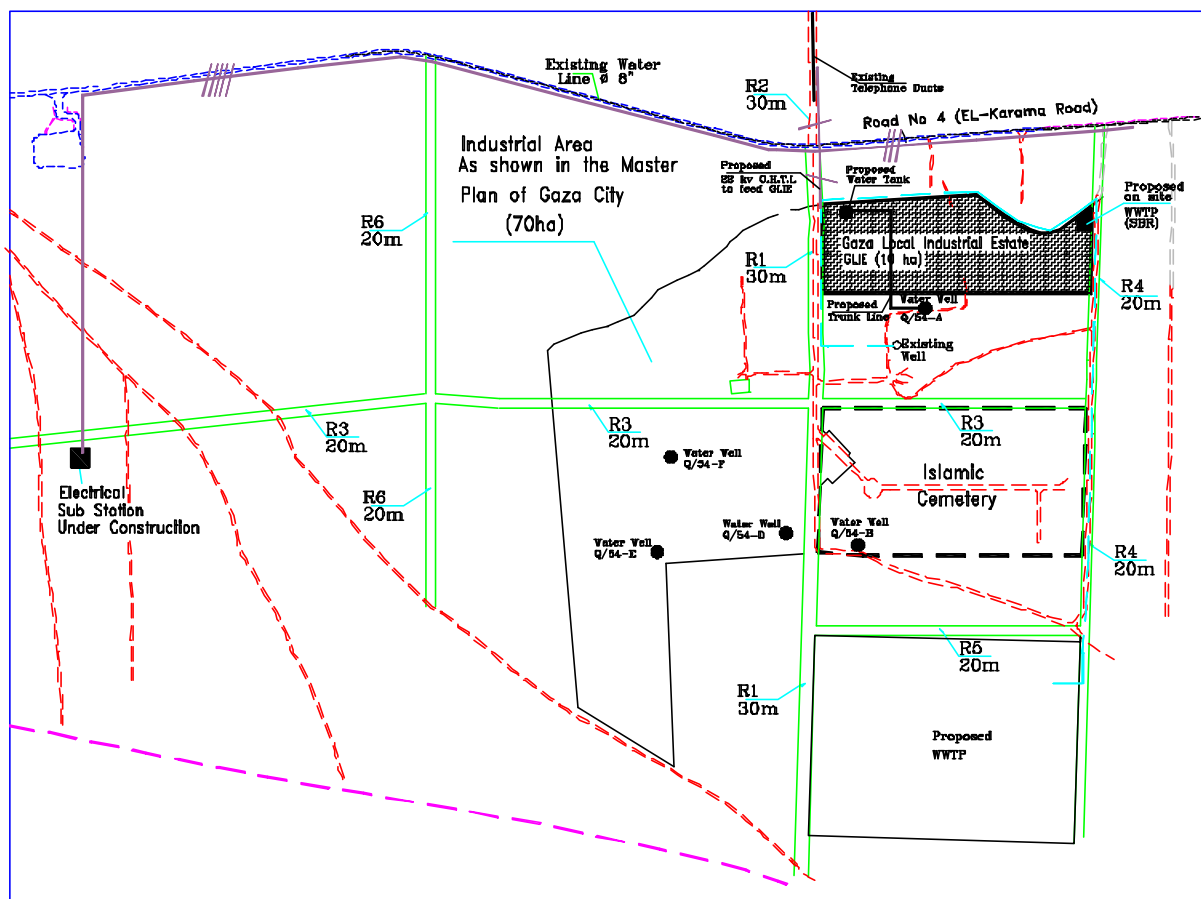 Existing Water
Line Ø 8"
R2
30m
Existing
Telephone Ducts
Road No 4 (EL-Karama Road)
Industrial Area
As shown in the Master
Plan of Gaza City
(70ha)
Proposed
22 kv O.H.T.L
to feed GLIE
Proposed
Water Tank
Proposed
on site
WWTP
(SBR)
R6
20m
Gaza Local Industrial Estate
GLIE (10 ha)
R1
30m
R4
20m
Proposed
Trunk Line
Water Well
Q/54-A
Existing
Well
R3
20m
R3
20m
R3
20m
Water Well
Q/54-F
Islamic
Cemetery
Electrical
Sub Station
Under Construction
R6
20m
Water Well
Q/54-D
Water Well
Q/54-H
Water Well
Q/54-E
R4
20m
R5
20m
R1
30m
Proposed
WWTP